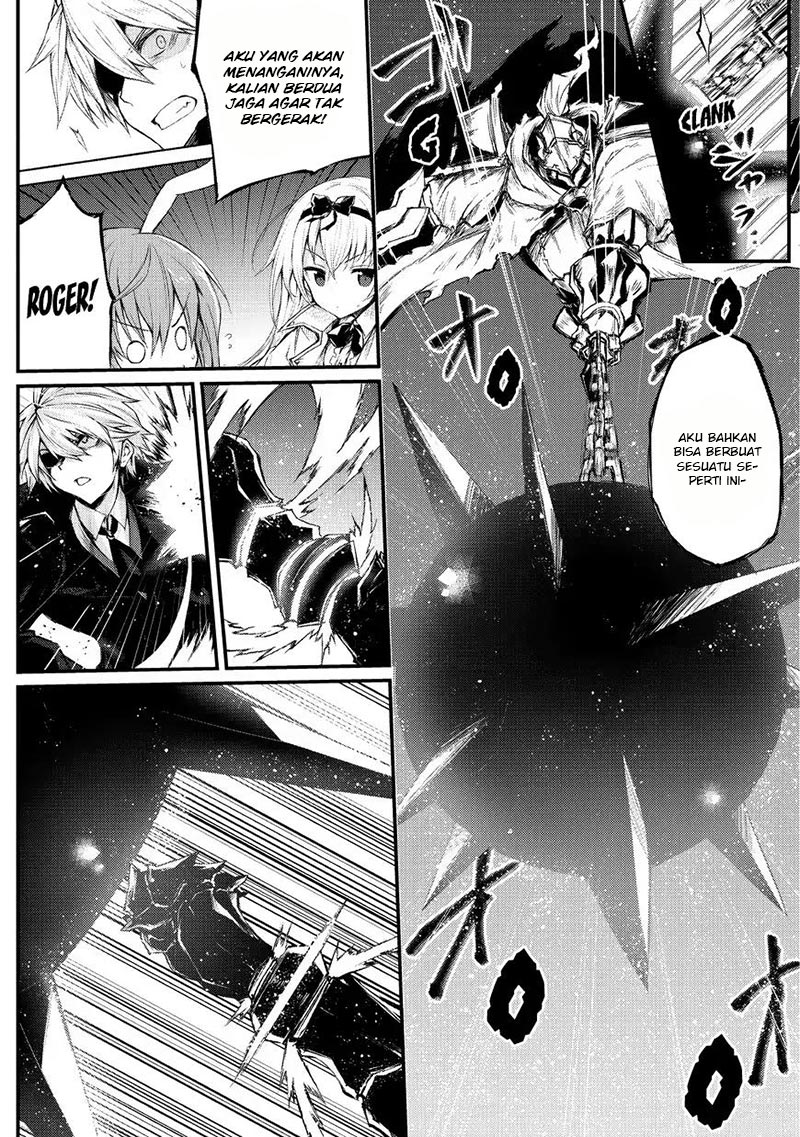 CLANK
ジャラ…
ゴ
G
オ
O
オ
O
AKU BAHKAN
BISA BERBUAT
SESUATU SE-
PERTI INI-
オ
O
オ
O
AKU YANG AKAN
MENANGANINYA,
KALIAN BERDUA
JAGA AGAR TAK
BERGERAK!
ROGER!